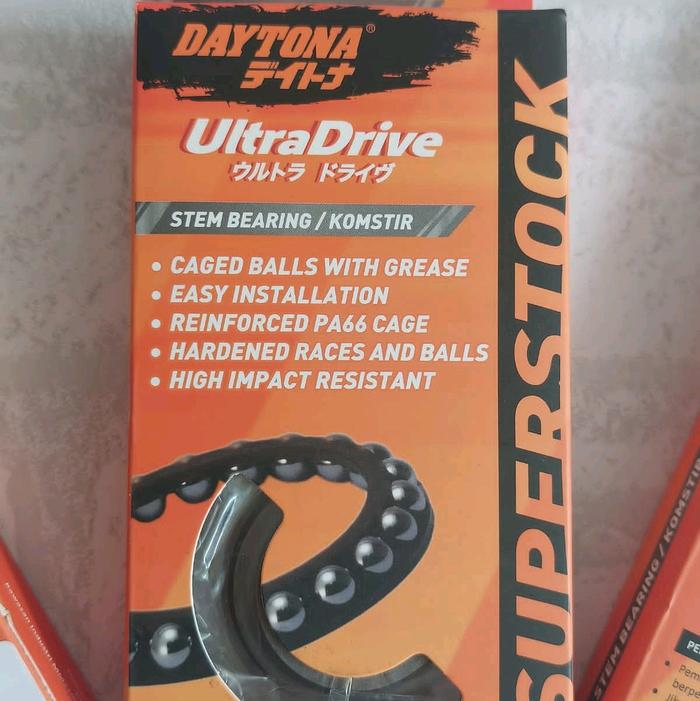 DAYTONA®
デイトナ
UltraDrive
ウルトラ ドライヴ
STEM BEARING / KOMSTIR
• CAGED BALLS WITH GREASE
• EASY INSTALLATION
• REINFORCED PA66 CAGE
• HARDENED RACES AND BALLS
• HIGH IMPACT RESISTANT
SUPERSTOCK
STEM BEARING / KOMSTIR